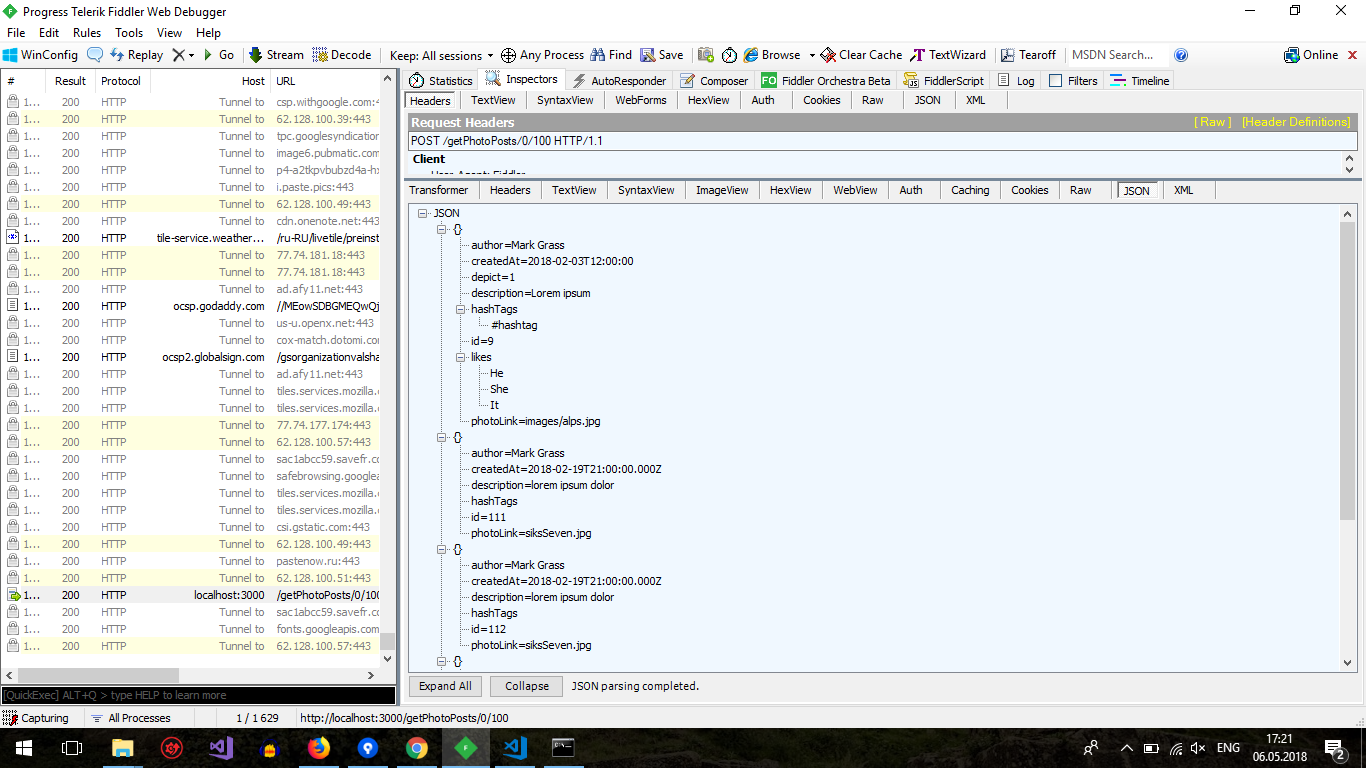 Progress Telerik Fiddler Web Debugger
File Edit Rules Tools View Help
WinConfig Replay Go Stream Decode Keep: All sessions Any Process Find Save Browse Clear Cache TextWizard Tearoff MSDN Search... Online
# Result Protocol Host URL
1... 200 HTTP Tunnel to csp.withgoogle.com:4
1... 200 HTTP Tunnel to 62.128.100.39:443
1... 200 HTTP Tunnel to tpc.googlesyndication
1... 200 HTTP Tunnel to image6.pubmatic.com
1... 200 HTTP Tunnel to p4-a2tkpvbubzd4a-hx
1... 200 HTTP Tunnel to i.paste.pics:443
1... 200 HTTP Tunnel to 62.128.100.49:443
1... 200 HTTP Tunnel to cdn.onenote.net:443
1... 200 HTTP tile-service.weather... /ru-RU/livetile/preinst
1... 200 HTTP Tunnel to 77.74.181.18:443
1... 200 HTTP Tunnel to 77.74.181.18:443
1... 200 HTTP Tunnel to ad.afy11.net:443
1... 200 HTTP ocsp.godaddy.com //MEowSDBGMEQwQj
1... 200 HTTP Tunnel to us-u.openx.net:443
1... 200 HTTP Tunnel to cox-match.dotomi.com
1... 200 HTTP ocsp2.globalsign.com /gsorganizationvalsha
1... 200 HTTP Tunnel to ad.afy11.net:443
1... 200 HTTP Tunnel to tiles.services.mozilla.c
1... 200 HTTP Tunnel to tiles.services.mozilla.c
1... 200 HTTP Tunnel to 77.74.177.174:443
1... 200 HTTP Tunnel to 62.128.100.57:443
1... 200 HTTP Tunnel to sac1abcc59.savefr.co
1... 200 HTTP Tunnel to safebrowsing.googlea
1... 200 HTTP Tunnel to tiles.services.mozilla.c
1... 200 HTTP Tunnel to tiles.services.mozilla.c
1... 200 HTTP Tunnel to csi.gstatic.com:443
1... 200 HTTP Tunnel to 62.128.100.49:443
1... 200 HTTP Tunnel to pastenow.ru:443
1... 200 HTTP Tunnel to 62.128.100.51:443
1... 200 HTTP localhost:3000 /getPhotoPosts/0/100
1... 200 HTTP Tunnel to sac1abcc59.savefr.co
1... 200 HTTP Tunnel to fonts.googleapis.com
1... 200 HTTP Tunnel to 62.128.100.57:443
[QuickExec] ALT+Q > type HELP to learn more
Statistics Inspectors AutoResponder Composer FO Fiddler Orchestra Beta FiddlerScript Log Filters Timeline
Headers TextView SyntaxView WebForms HexView Auth Cookies Raw JSON XML
Request Headers [ Raw ] [Header Definitions]
POST /getPhotoPosts/0/100 HTTP/1.1
Client
User-Agent: Fiddler
Transformer Headers TextView SyntaxView ImageView HexView WebView Auth Caching Cookies Raw JSON XML
JSON
{}
author=Mark Grass
createdAt=2018-02-03T12:00:00
depict=1
description=Lorem ipsum
hashTags
#hashtag
id=9
likes
He
She
It
photoLink=images/alps.jpg
{}
author=Mark Grass
createdAt=2018-02-19T21:00:00.000Z
description=lorem ipsum dolor
hashTags
id=111
photoLink=siksSeven.jpg
{}
author=Mark Grass
createdAt=2018-02-19T21:00:00.000Z
description=lorem ipsum dolor
hashTags
id=112
photoLink=siksSeven.jpg
{}
Expand All Collapse JSON parsing completed.
Capturing All Processes 1 / 1 629 http://localhost:3000/getPhotoPosts/0/100
ENG 17:21
06.05.2018
2